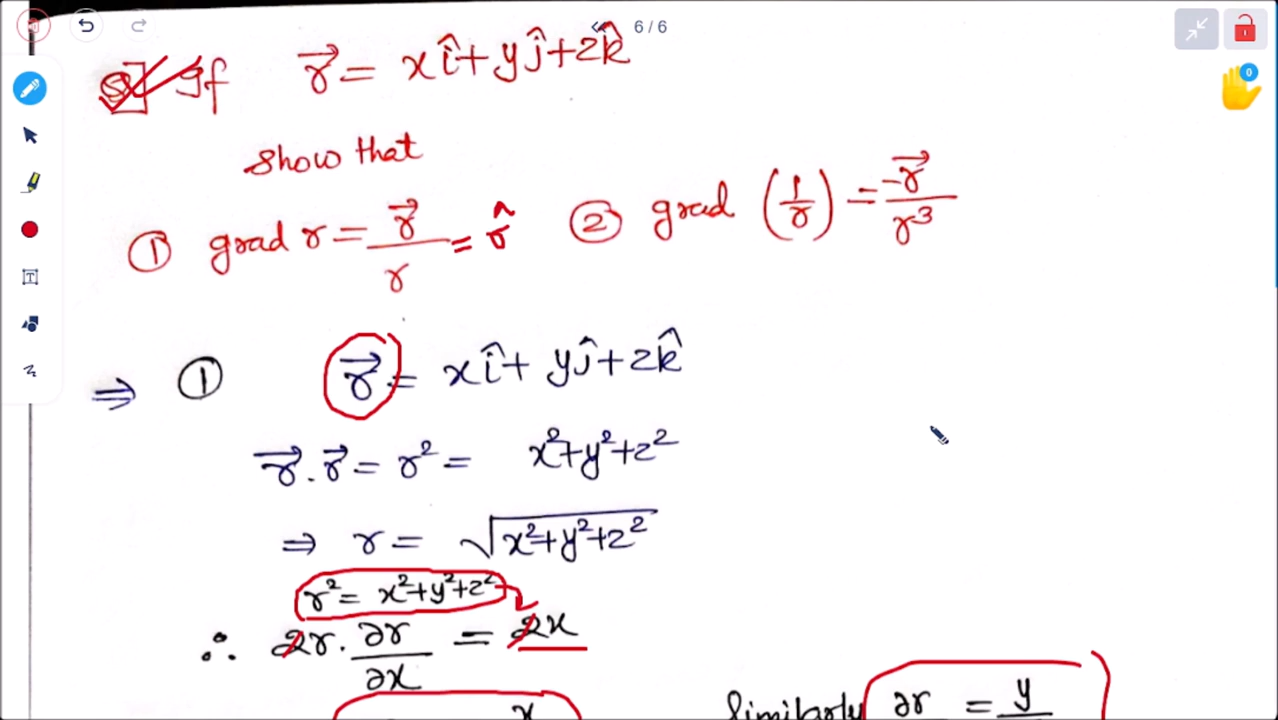 6/6
0
Q] If r⃗ = xî + yĵ + zk̂
Show that
① grad r = r⃗/r = r̂ ② grad (1/r) = -r⃗/r³
⇒ ① r⃗ = xî + yĵ + zk̂
r⃗ . r⃗ = r² = x² + y² + z²
⇒ r = √(x² + y² + z²)
r² = x² + y² + z²
∴ 2r . ∂r/∂x = 2x
x Similarly ∂r = y